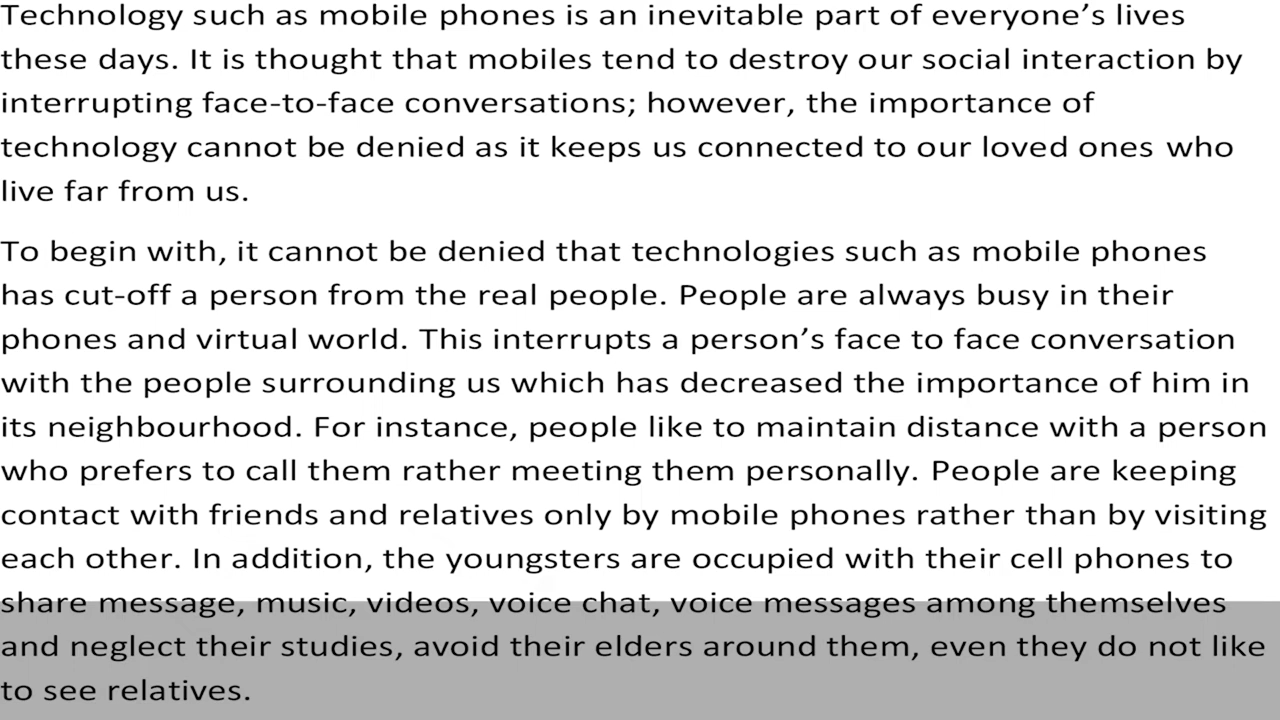 Technology such as mobile phones is an inevitable part of everyone’s lives
these days. It is thought that mobiles tend to destroy our social interaction by
interrupting face-to-face conversations; however, the importance of
technology cannot be denied as it keeps us connected to our loved ones who
live far from us.
To begin with, it cannot be denied that technologies such as mobile phones
has cut-off a person from the real people. People are always busy in their
phones and virtual world. This interrupts a person’s face to face conversation
with the people surrounding us which has decreased the importance of him in
its neighbourhood. For instance, people like to maintain distance with a person
who prefers to call them rather meeting them personally. People are keeping
contact with friends and relatives only by mobile phones rather than by visiting
each other. In addition, the youngsters are occupied with their cell phones to
share message, music, videos, voice chat, voice messages among themselves
and neglect their studies, avoid their elders around them, even they do not like
to see relatives.